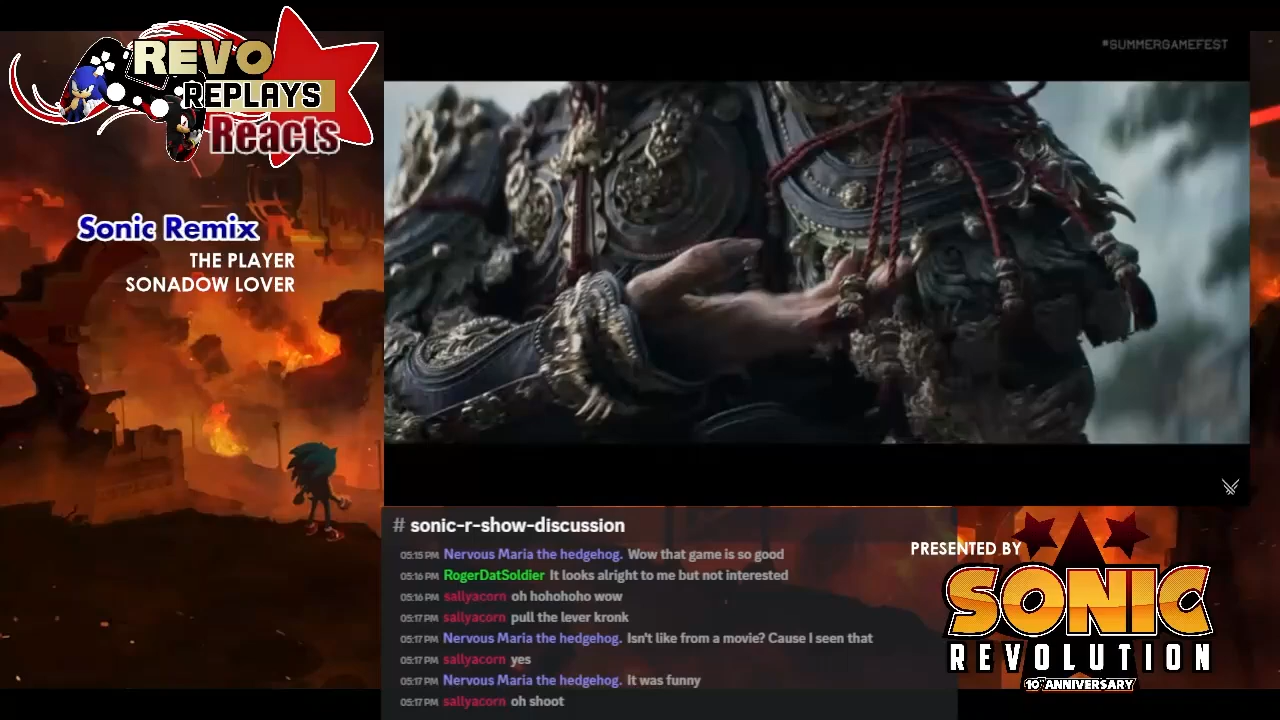 REVO
REPLAYS
Reacts
#SUMMERGAMEFEST
Sonic Remix
THE PLAYER
SONADOW LOVER
# sonic-r-show-discussion
05:15 PM Nervous Maria the hedgehog. Wow that game is so good
05:16 PM RogerDatSoldier It looks alright to me but not interested
05:16 PM sallyacorn oh hohohoho wow
05:17 PM sallyacorn pull the lever kronk
05:17 PM Nervous Maria the hedgehog. Isn't like from a movie? Cause I seen that
05:17 PM sallyacorn yes
05:17 PM Nervous Maria the hedgehog. It was funny
05:17 PM sallyacorn oh shoot
PRESENTED BY
SONIC
REVOLUTION
10TH ANNIVERSARY